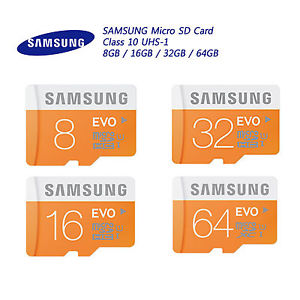 SAMSUNG
SAMSUNG Micro SD Card
Class 10 UHS-1
8GB / 16GB / 32GB / 64GB
SAMSUNG
EVO
8
SAMSUNG
EVO
32
SAMSUNG
EVO
16
SAMSUNG
EVO
64